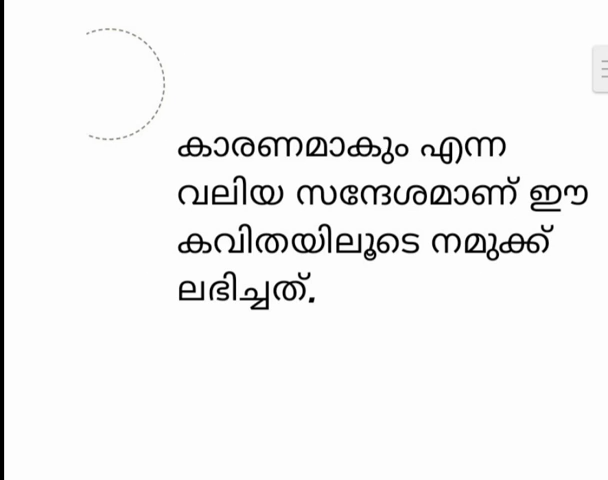 കാരണമാകും എന്ന
വലിയ സന്ദേശമാണ് ഈ
കവിതയിലൂടെ നമുക്ക്
ലഭിച്ചത്.